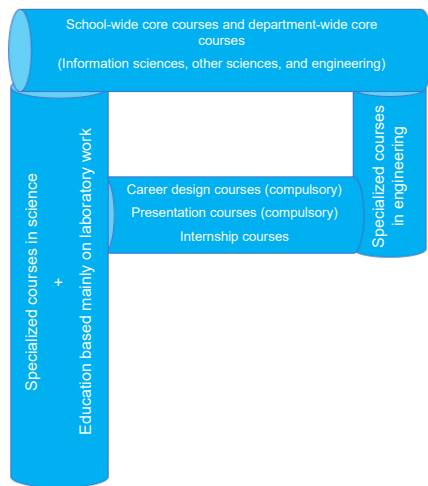 School-wide core courses and department-wide core
courses
(Information sciences, other sciences, and engineering)
Specialized courses in science
+
Education based mainly on laboratory work
Career design courses (compulsory)
Presentation courses (compulsory)
Internship courses
Specialized courses
in engineering